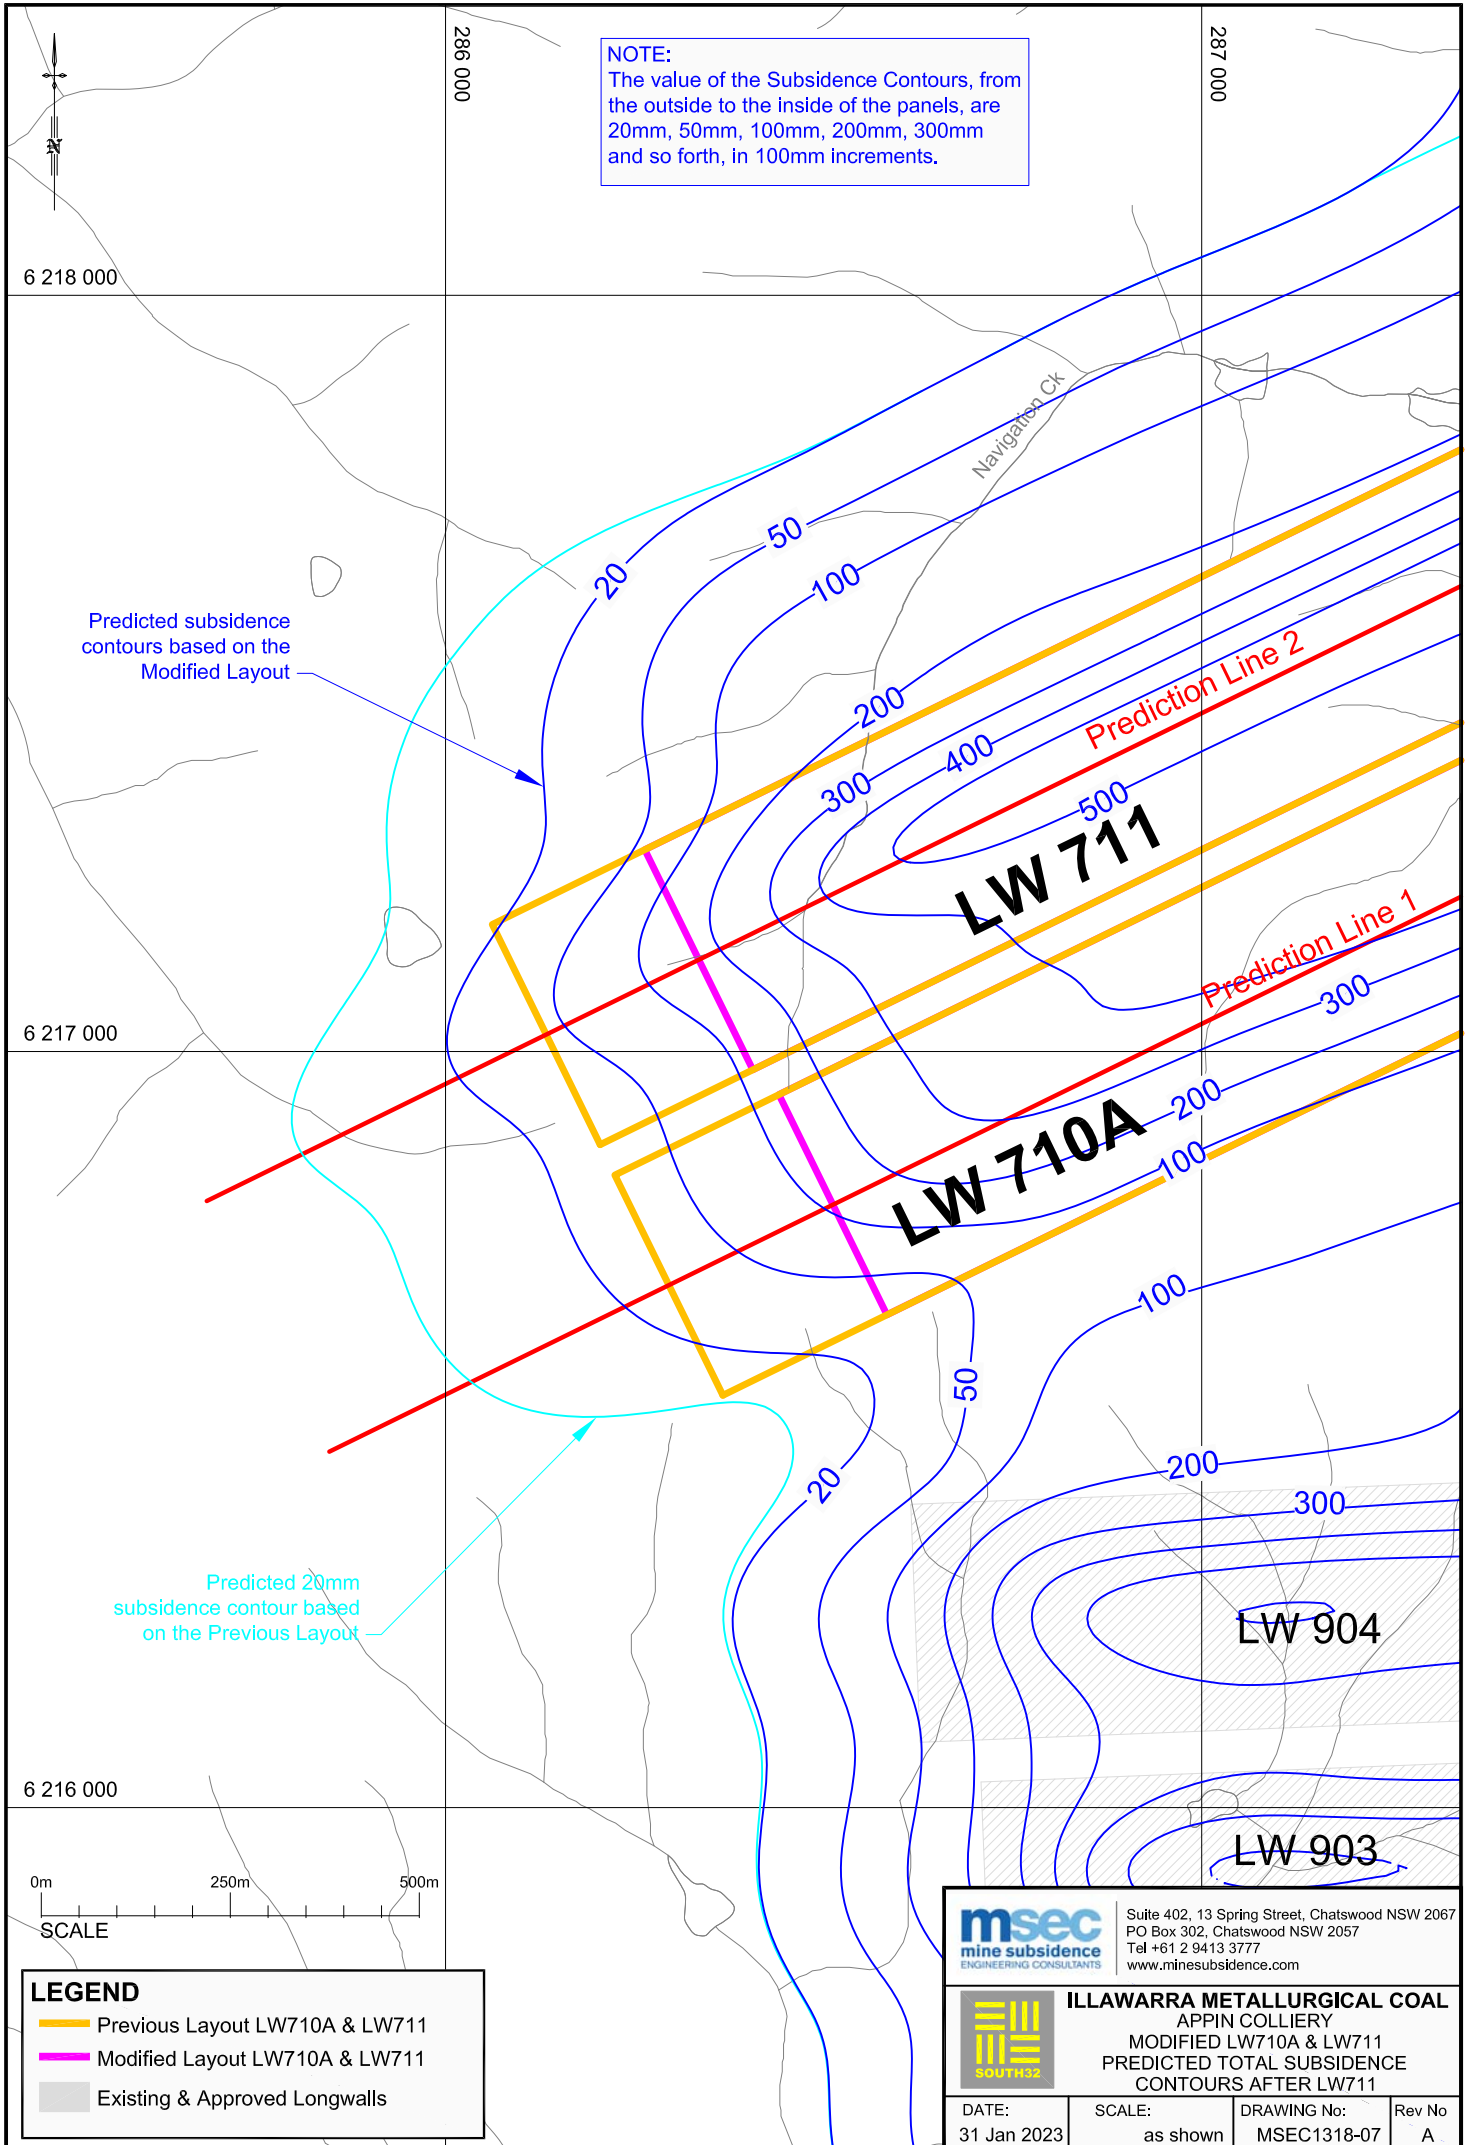 286 000
287 000
NOTE:
The value of the Subsidence Contours, from
the outside to the inside of the panels, are
20mm, 50mm, 100mm, 200mm, 300mm
and so forth, in 100mm increments.
N
6 218 000
Navigation Ck
50
20
100
Predicted subsidence
contours based on the
Modified Layout
Prediction Line 2
200
400
300
500
LW 711
Prediction Line 1
300
6 217 000
200
LW 710A
100
100
50
200
20
300
Predicted 20mm
subsidence contour based
on the Previous Layout
LW 904
6 216 000
LW 903
0m 250m 500m
SCALE
LEGEND
Previous Layout LW710A & LW711
Modified Layout LW710A & LW711
Existing & Approved Longwalls
msec
mine subsidence
ENGINEERING CONSULTANTS
Suite 402, 13 Spring Street, Chatswood NSW 2067
PO Box 302, Chatswood NSW 2057
Tel +61 2 9413 3777
www.minesubsidence.com
SOUTH32
ILLAWARRA METALLURGICAL COAL
APPIN COLLIERY
MODIFIED LW710A & LW711
PREDICTED TOTAL SUBSIDENCE
CONTOURS AFTER LW711
DATE: SCALE: DRAWING No: Rev No
31 Jan 2023 as shown MSEC1318-07 A